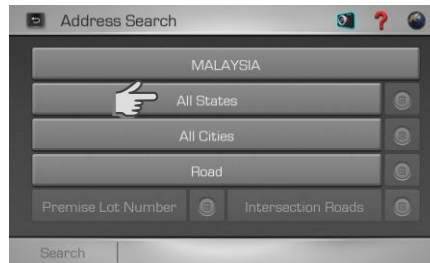 Address Search
MALAYSIA
All States
All Cities
Road
Premise Lot Number Intersection Roads
Search